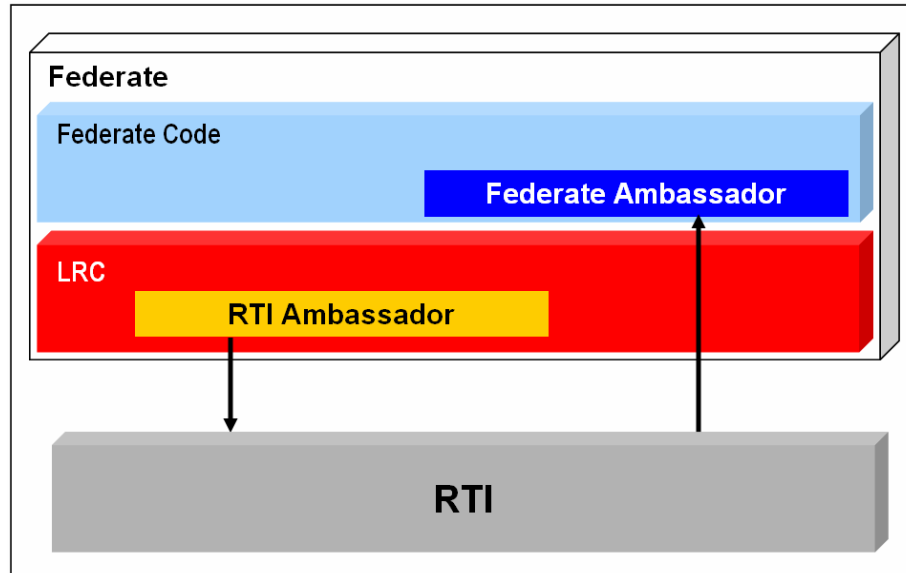 Federate
Federate Code
Federate Ambassador
LRC
RTI Ambassador
RTI